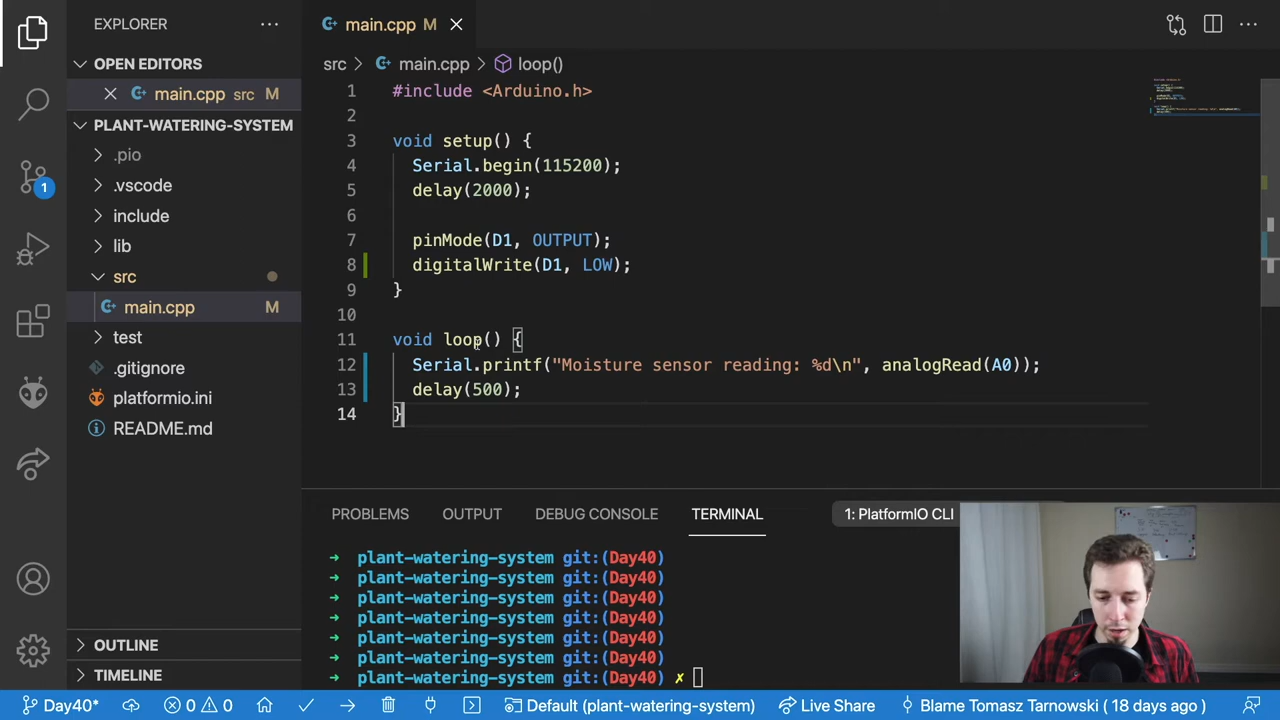 EXPLORER
main.cpp M
OPEN EDITORS
main.cpp src M
PLANT-WATERING-SYSTEM
.pio
.vscode
include
lib
src
main.cpp M
test
.gitignore
platformio.ini
README.md
OUTLINE
TIMELINE
1
src > main.cpp > loop()
1 #include <Arduino.h>
2
3 void setup() {
4 Serial.begin(115200);
5 delay(2000);
6
7 pinMode(D1, OUTPUT);
8 digitalWrite(D1, LOW);
9 }
10
11 void loop() {
12 Serial.printf("Moisture sensor reading: %d\n", analogRead(A0));
13 delay(500);
14 }
PROBLEMS OUTPUT DEBUG CONSOLE TERMINAL 1: PlatformIO CLI
→ plant-watering-system git:(Day40)
→ plant-watering-system git:(Day40)
→ plant-watering-system git:(Day40)
→ plant-watering-system git:(Day40)
→ plant-watering-system git:(Day40)
→ plant-watering-system git:(Day40)
→ plant-watering-system git:(Day40) ✗
Day40* 0 0 Default (plant-watering-system) Live Share Blame Tomasz Tarnowski ( 18 days ago )